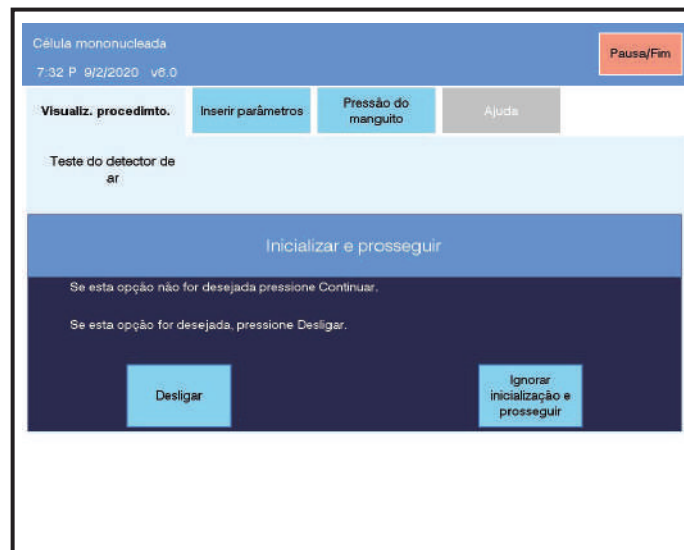 Célula mononucleada
Pausa/Fim
7:32 P 9/2/2020 v6.0
Visualiz. procedimto.
Inserir parâmetros
Pressão do
manguito
Ajuda
Teste do detector de
ar
Inicializar e prosseguir
Se esta opção não for desejada pressione Continuar.
Se esta opção for desejada, pressione Desligar.
Desligar
Ignorar
inicialização e
prosseguir